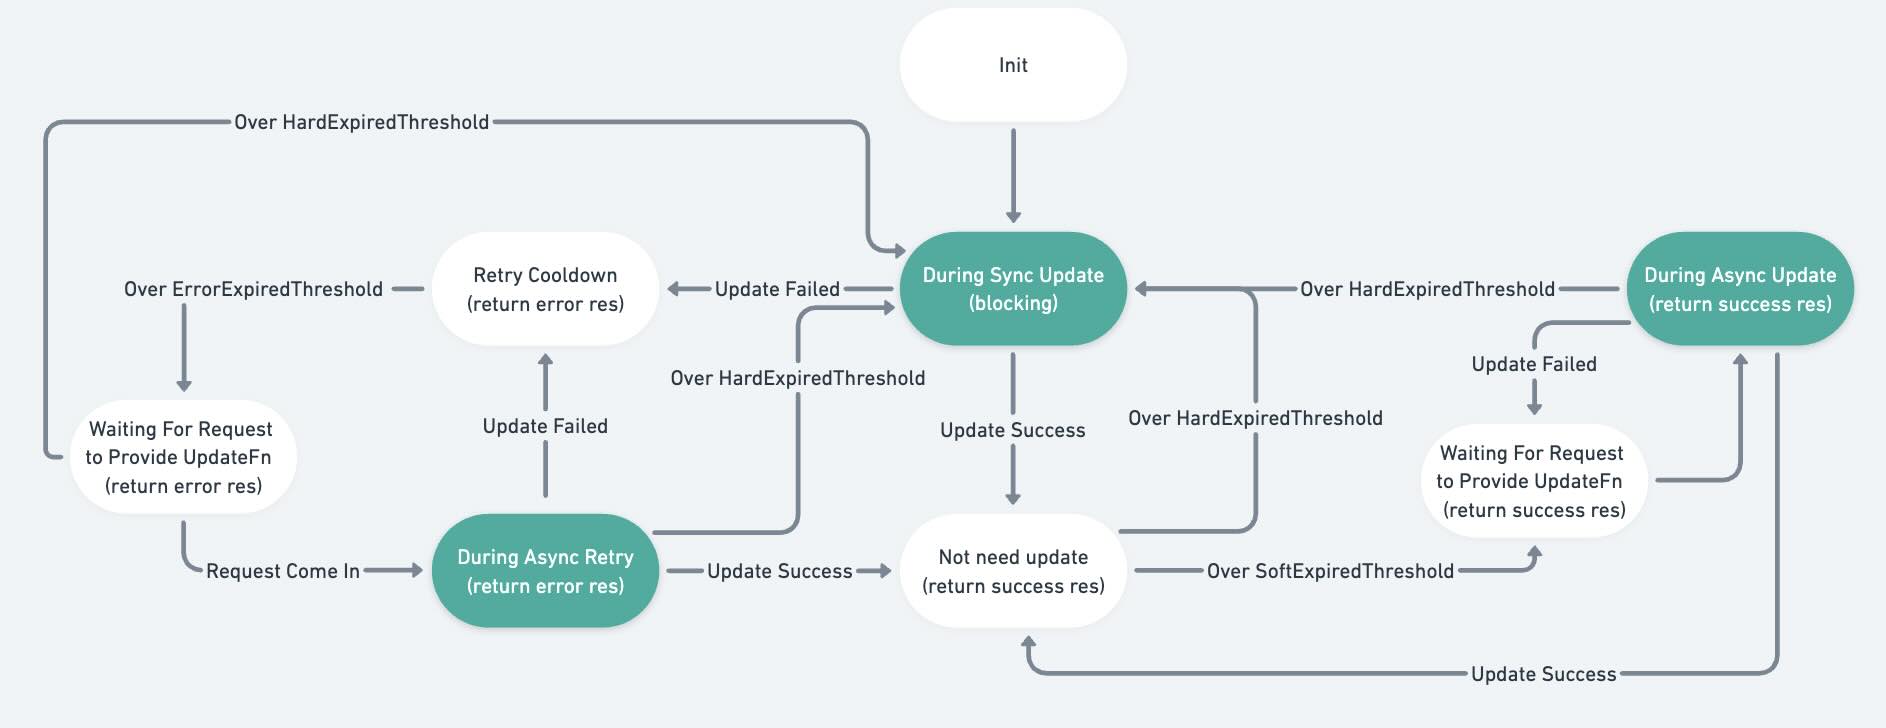 Init
Over HardExpiredThreshold
Retry Cooldown
(return error res)
Update Failed
During Sync Update
(blocking)
Over HardExpiredThreshold
During Async Update
(return success res)
Over ErrorExpiredThreshold
Update Failed
Over HardExpiredThreshold
Over HardExpiredThreshold
Update Failed
Update Success
Waiting For Request
to Provide UpdateFn
(return error res)
Waiting For Request
to Provide UpdateFn
(return success res)
Request Come In
During Async Retry
(return error res)
Update Success
Not need update
(return success res)
Over SoftExpiredThreshold
Update Success